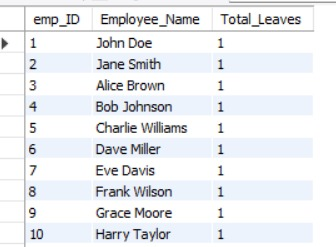 emp_ID Employee_Name Total_Leaves
1 John Doe 1
2 Jane Smith 1
3 Alice Brown 1
4 Bob Johnson 1
5 Charlie Williams 1
6 Dave Miller 1
7 Eve Davis 1
8 Frank Wilson 1
9 Grace Moore 1
10 Harry Taylor 1